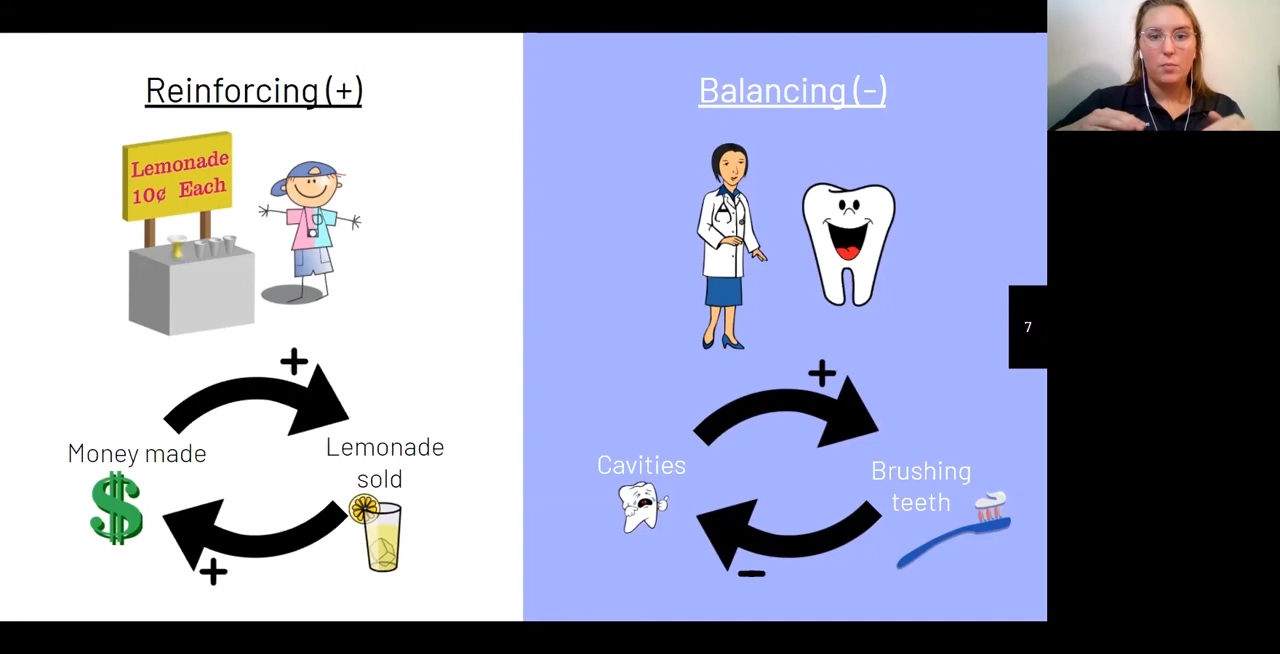 Reinforcing (+)
Lemonade
10¢ Each
+
Money made
Lemonade
sold
+
Balancing (-)
+
Cavities
Brushing
teeth
-
7